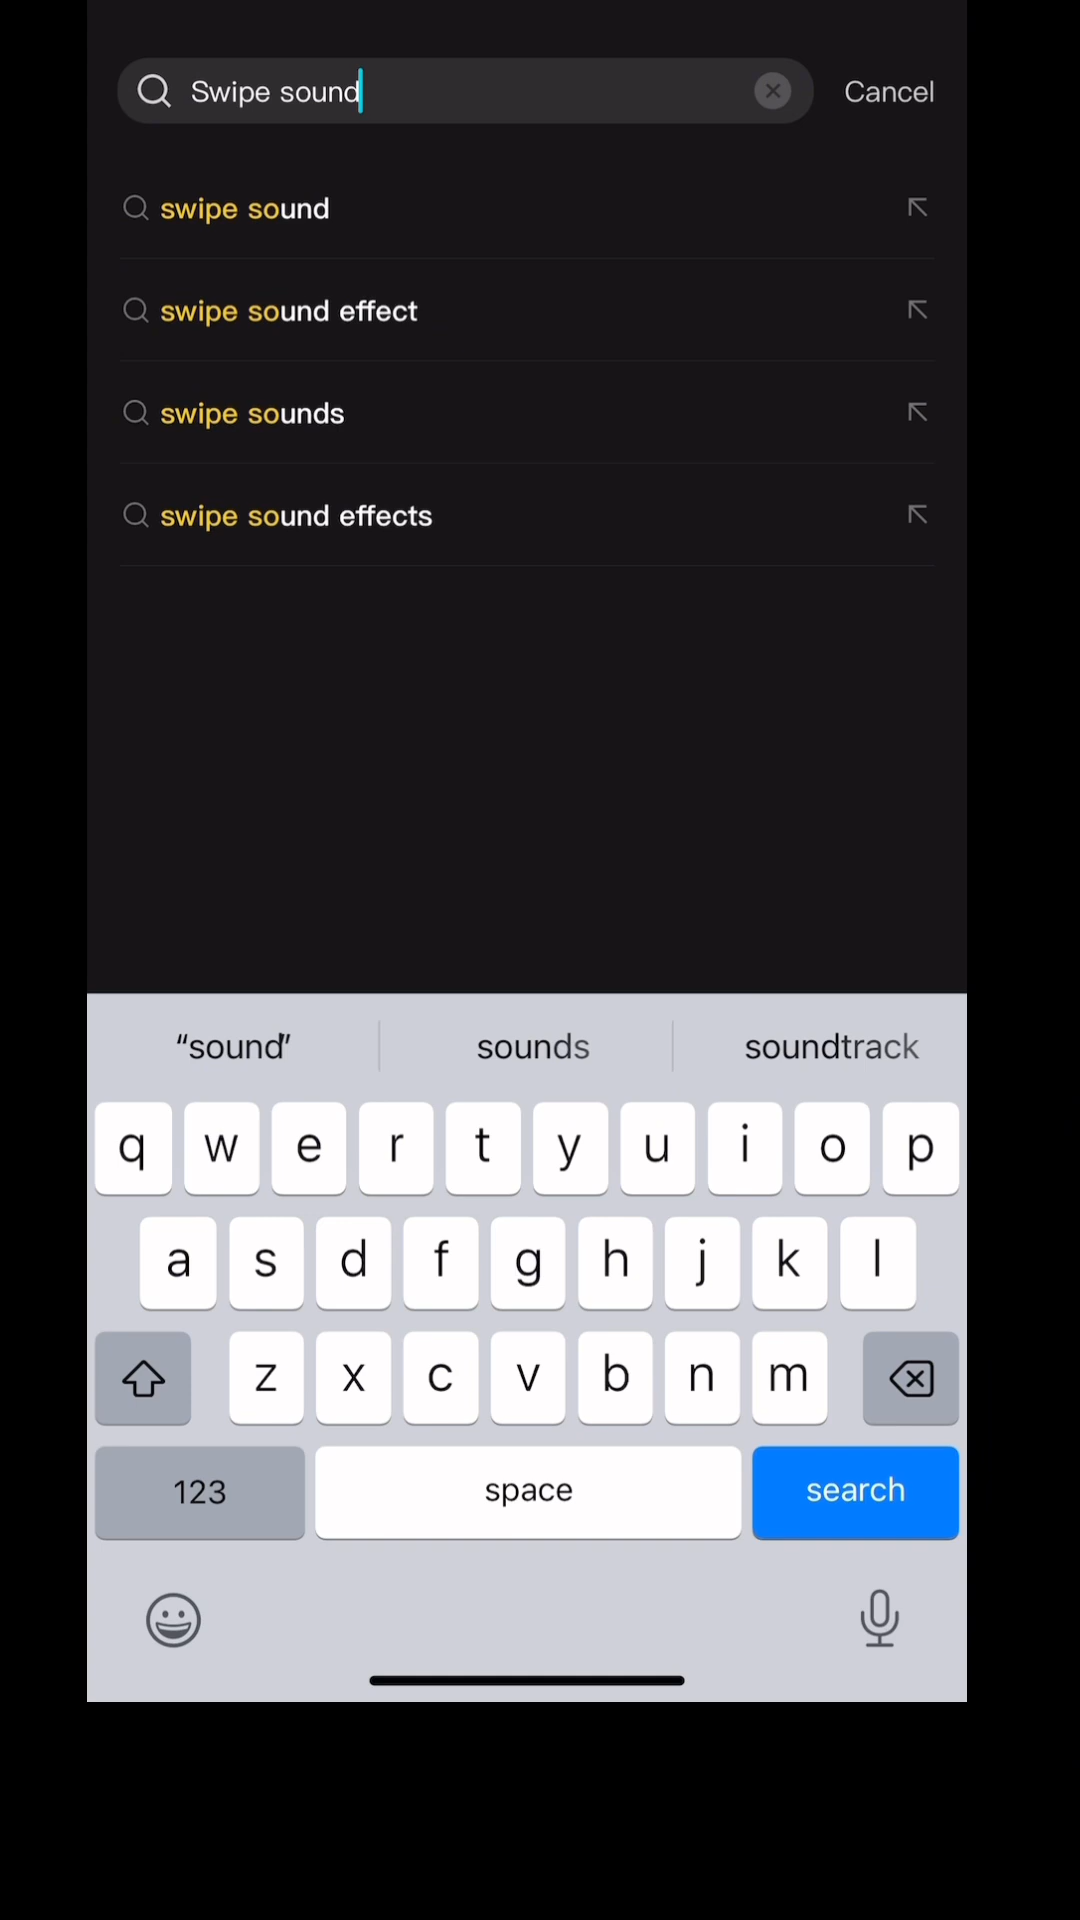 Swipe sound
Cancel
swipe sound
swipe sound effect
swipe sounds
swipe sound effects
“sound” sounds soundtrack
q w e r t y u i o p
a s d f g h j k l
z x c v b n m
123 space search